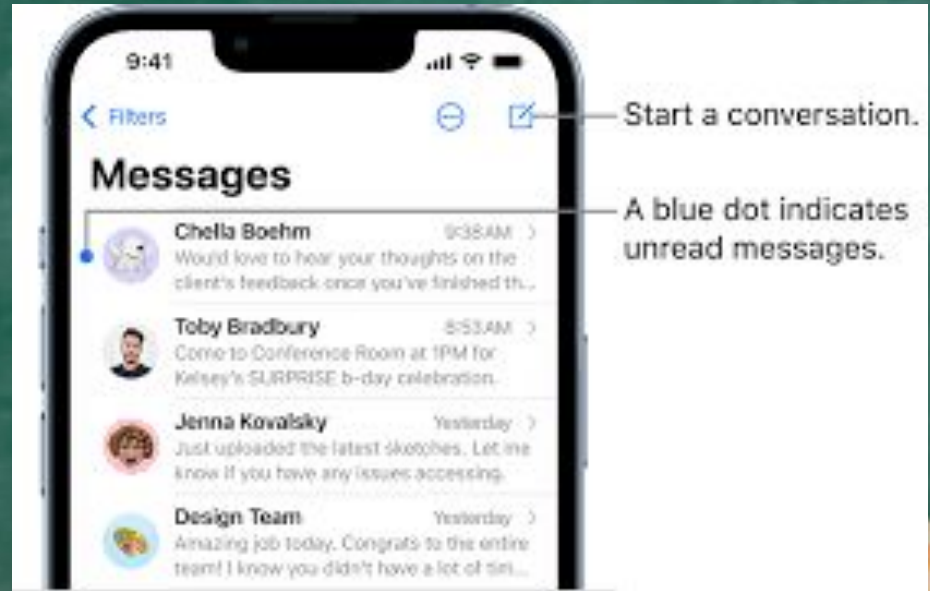 9:41
Filters
Start a conversation.
Messages
A blue dot indicates
unread messages.
Chella Boehm 9:38AM
Would love to hear your thoughts on the
client's feedback once you've finished th...
Toby Bradbury 8:53AM
Come to Conference Room at 1PM for
Kelsey's SURPRISE b-day celebration.
Jenna Kovalsky Yesterday
Just uploaded the latest sketches. Let me
know if you have any issues accessing.
Design Team Yesterday
Amazing job today. Congrats to the entire
team! I know you didn't have a lot of tim...